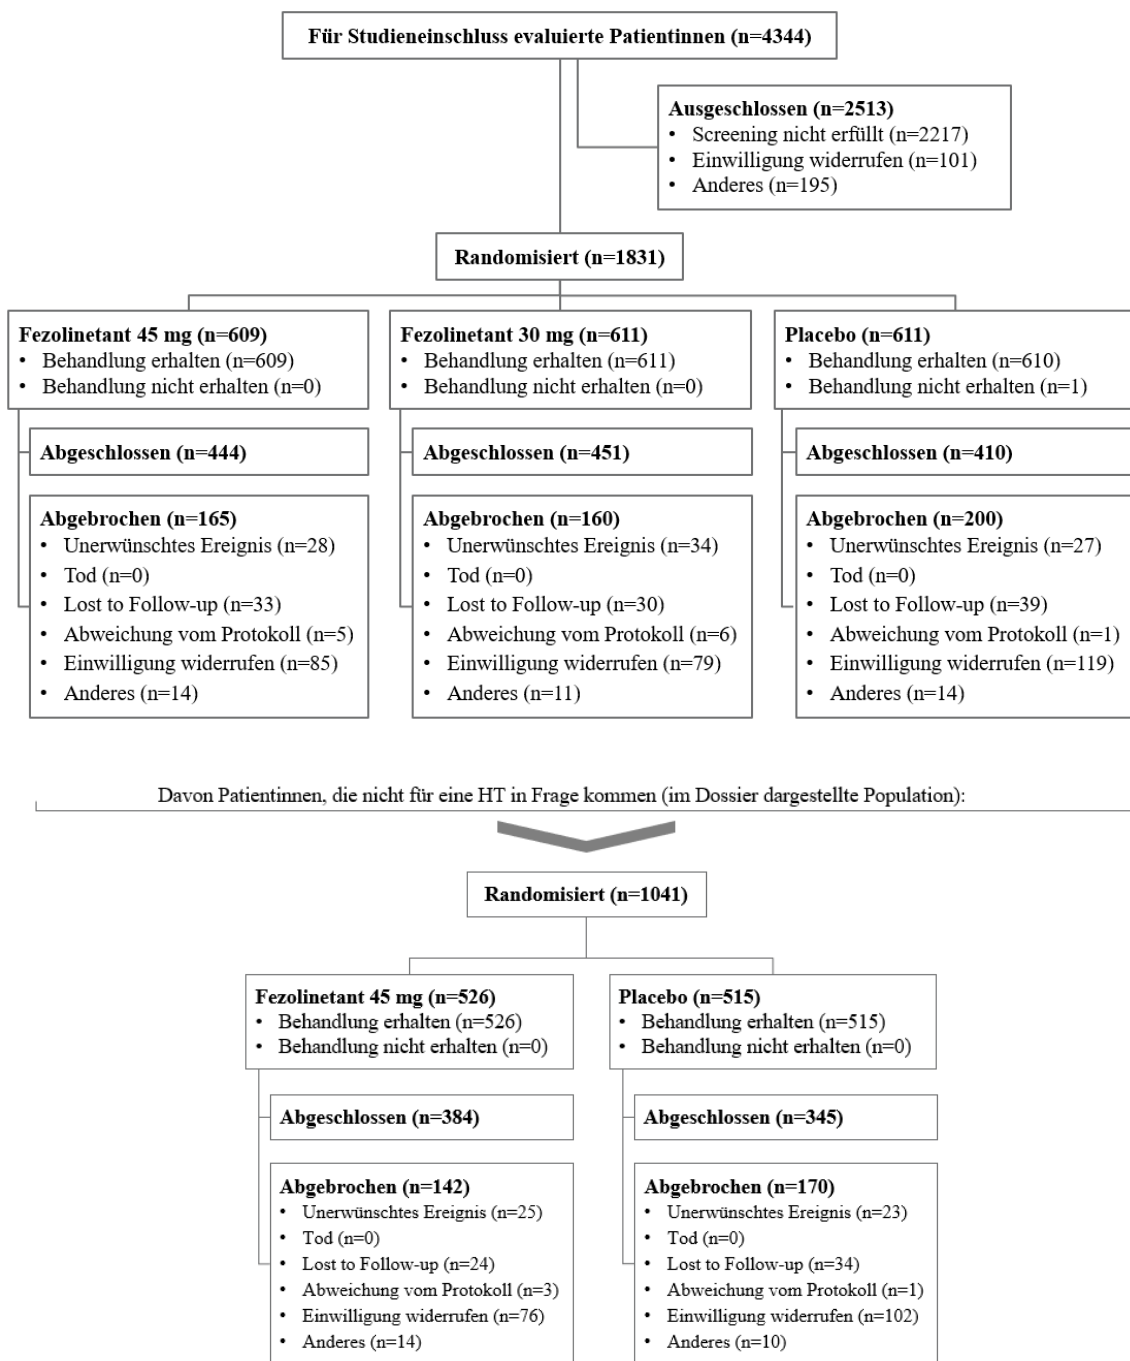 Für Studieneinschluss evaluierte Patientinnen (n=4344)
Ausgeschlossen (n=2513)
• Screening nicht erfüllt (n=2217)
• Einwilligung widerrufen (n=101)
• Anderes (n=195)
Randomisiert (n=1831)
Fezolinetant 45 mg (n=609)
• Behandlung erhalten (n=609)
• Behandlung nicht erhalten (n=0)
Abgeschlossen (n=444)
Abgebrochen (n=165)
• Unerwünschtes Ereignis (n=28)
• Tod (n=0)
• Lost to Follow-up (n=33)
• Abweichung vom Protokoll (n=5)
• Einwilligung widerrufen (n=85)
• Anderes (n=14)
Fezolinetant 30 mg (n=611)
• Behandlung erhalten (n=611)
• Behandlung nicht erhalten (n=0)
Abgeschlossen (n=451)
Abgebrochen (n=160)
• Unerwünschtes Ereignis (n=34)
• Tod (n=0)
• Lost to Follow-up (n=30)
• Abweichung vom Protokoll (n=6)
• Einwilligung widerrufen (n=79)
• Anderes (n=11)
Placebo (n=611)
• Behandlung erhalten (n=610)
• Behandlung nicht erhalten (n=1)
Abgeschlossen (n=410)
Abgebrochen (n=200)
• Unerwünschtes Ereignis (n=27)
• Tod (n=0)
• Lost to Follow-up (n=39)
• Abweichung vom Protokoll (n=1)
• Einwilligung widerrufen (n=119)
• Anderes (n=14)
Davon Patientinnen, die nicht für eine HT in Frage kommen (im Dossier dargestellte Population):
Randomisiert (n=1041)
Fezolinetant 45 mg (n=526)
• Behandlung erhalten (n=526)
• Behandlung nicht erhalten (n=0)
Abgeschlossen (n=384)
Abgebrochen (n=142)
• Unerwünschtes Ereignis (n=25)
• Tod (n=0)
• Lost to Follow-up (n=24)
• Abweichung vom Protokoll (n=3)
• Einwilligung widerrufen (n=76)
• Anderes (n=14)
Placebo (n=515)
• Behandlung erhalten (n=515)
• Behandlung nicht erhalten (n=0)
Abgeschlossen (n=345)
Abgebrochen (n=170)
• Unerwünschtes Ereignis (n=23)
• Tod (n=0)
• Lost to Follow-up (n=34)
• Abweichung vom Protokoll (n=1)
• Einwilligung widerrufen (n=102)
• Anderes (n=10)